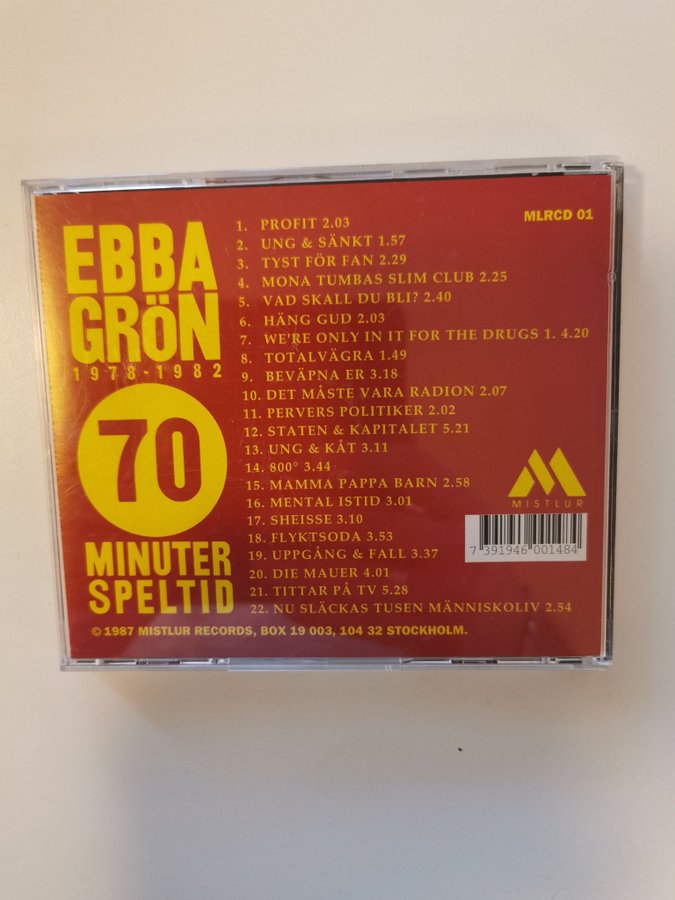 EBBA
GRÖN
1978-1982
70
MINUTER
SPELTID
MLRCD 01
1. PROFIT 2.03
2. UNG & SÄNKT 1.57
3. TYST FÖR FAN 2.29
4. MONA TUMBAS SLIM CLUB 2.25
5. VAD SKALL DU BLI? 2.40
6. HÄNG GUD 2.03
7. WE'RE ONLY IN IT FOR THE DRUGS 1. 4.20
8. TOTALVÄGRA 1.49
9. BEVÄPNA ER 3.18
10. DET MÅSTE VARA RADION 2.07
11. PERVERS POLITIKER 2.02
12. STATEN & KAPITALET 5.21
13. UNG & KÅT 3.11
14. 800° 3.44
15. MAMMA PAPPA BARN 2.58
16. MENTAL ISTID 3.01
17. SHEISSE 3.10
18. FLYKTSODA 3.53
19. UPPGÅNG & FALL 3.37
20. DIE MAUER 4.01
21. TITTAR PÅ TV 5.28
22. NU SLÄCKAS TUSEN MÄNNISKOLIV 2.54
MISTLUR
7 391946 001484
© 1987 MISTLUR RECORDS, BOX 19 003, 104 32 STOCKHOLM.